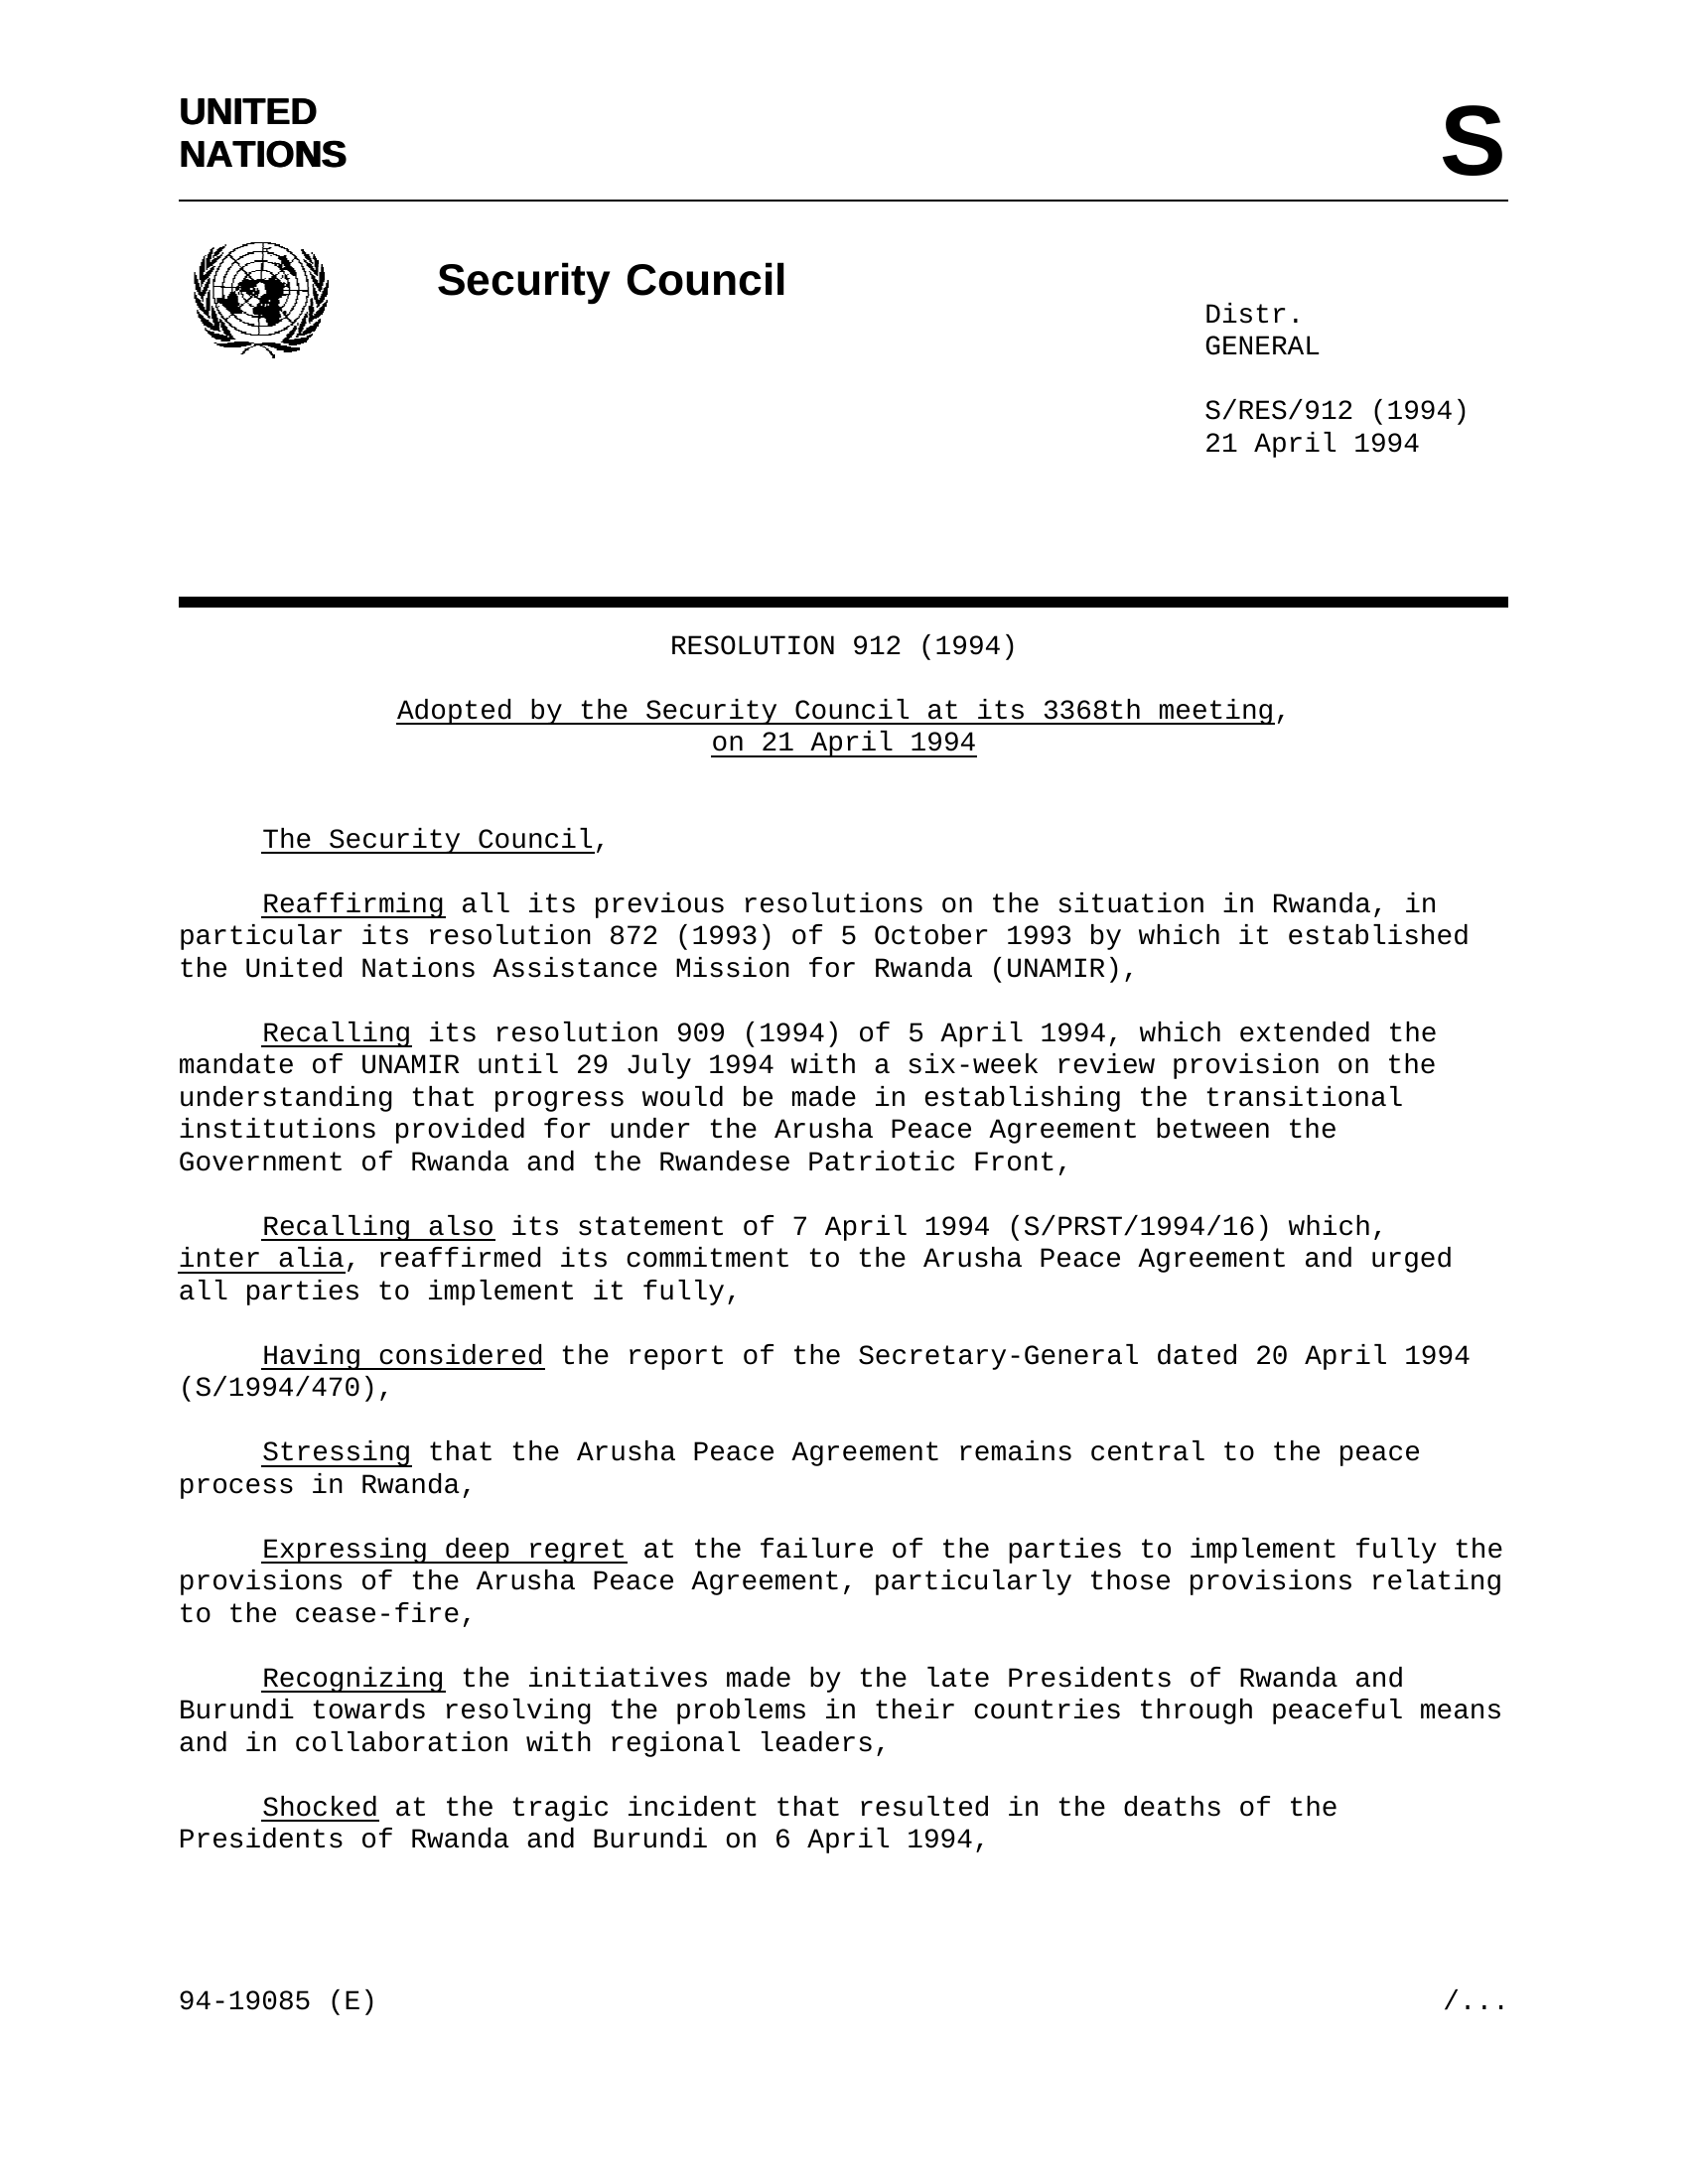 UNITED
NATIONS
S
Security Council
Distr.
GENERAL
S/RES/912 (1994)
21 April 1994
RESOLUTION 912 (1994)
Adopted by the Security Council at its 3368th meeting,
on 21 April 1994
The Security Council,
Reaffirming all its previous resolutions on the situation in Rwanda, in
particular its resolution 872 (1993) of 5 October 1993 by which it established
the United Nations Assistance Mission for Rwanda (UNAMIR),
Recalling its resolution 909 (1994) of 5 April 1994, which extended the
mandate of UNAMIR until 29 July 1994 with a six-week review provision on the
understanding that progress would be made in establishing the transitional
institutions provided for under the Arusha Peace Agreement between the
Government of Rwanda and the Rwandese Patriotic Front,
Recalling also its statement of 7 April 1994 (S/PRST/1994/16) which,
inter alia, reaffirmed its commitment to the Arusha Peace Agreement and urged
all parties to implement it fully,
Having considered the report of the Secretary-General dated 20 April 1994
(S/1994/470),
Stressing that the Arusha Peace Agreement remains central to the peace
process in Rwanda,
Expressing deep regret at the failure of the parties to implement fully the
provisions of the Arusha Peace Agreement, particularly those provisions relating
to the cease-fire,
Recognizing the initiatives made by the late Presidents of Rwanda and
Burundi towards resolving the problems in their countries through peaceful means
and in collaboration with regional leaders,
Shocked at the tragic incident that resulted in the deaths of the
Presidents of Rwanda and Burundi on 6 April 1994,
94-19085 (E)
/...